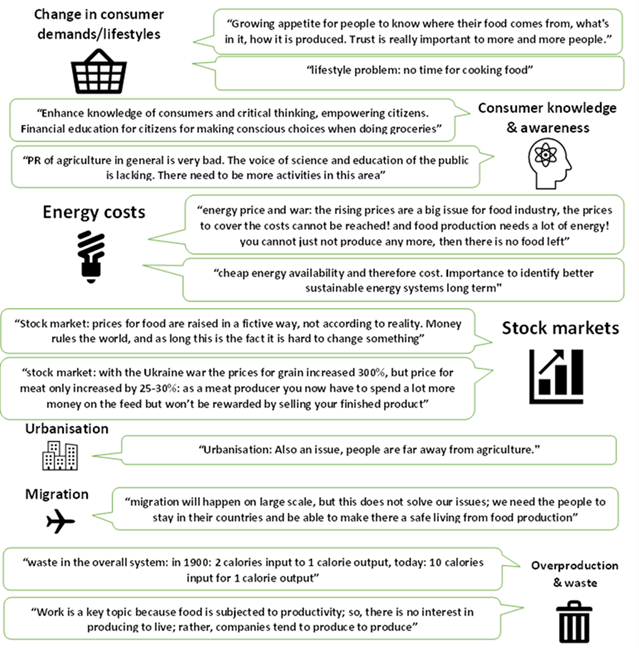 Change in consumer
demands/lifestyles
“Growing appetite for people to know where their food comes from, what's
in it, how it is produced. Trust is really important to more and more people.”
“lifestyle problem: no time for cooking food”
“Enhance knowledge of consumers and critical thinking, empowering citizens.
Financial education for citizens for making conscious choices when doing groceries”
Consumer knowledge
& awareness
“PR of agriculture in general is very bad. The voice of science and education of the public
is lacking. There need to be more activities in this area”
Energy costs
“energy price and war: the rising prices are a big issue for food industry, the prices
to cover the costs cannot be reached! and food production needs a lot of energy!
you cannot just not produce any more, then there is no food left”
“cheap energy availability and therefore cost. Importance to identify better
sustainable energy systems long term"
“Stock market: prices for food are raised in a fictive way, not according to reality. Money
rules the world, and as long this is the fact it is hard to change something”
Stock markets
“stock market: with the Ukraine war the prices for grain increased 300%, but price for
meat only increased by 25-30%: as a meat producer you now have to spend a lot more
money on the feed but won’t be rewarded by selling your finished product”
Urbanisation
“Urbanisation: Also an issue, people are far away from agriculture."
Migration
“migration will happen on large scale, but this does not solve our issues; we need the people to
stay in their countries and be able to make there a safe living from food production”
“waste in the overall system: in 1900: 2 calories input to 1 calorie output, today: 10 calories
input for 1 calorie output”
Overproduction
& waste
“Work is a key topic because food is subjected to productivity; so, there is no interest in
producing to live; rather, companies tend to produce to produce”